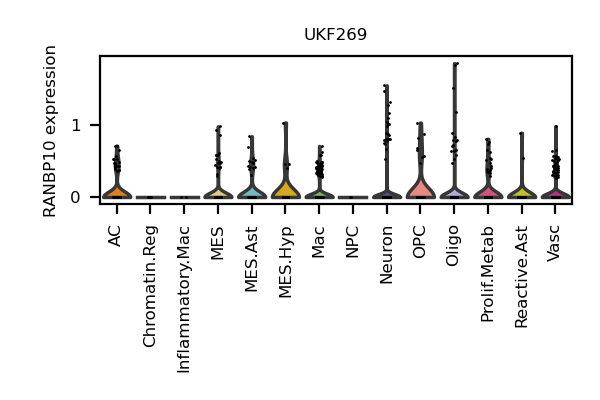 UKF269
RANBP10 expression
1
0
AC
Chromatin.Reg
Inflammatory.Mac
MES
MES.Ast
MES.Hyp
Mac
NPC
Neuron
OPC
Oligo
Prolif.Metab
Reactive.Ast
Vasc